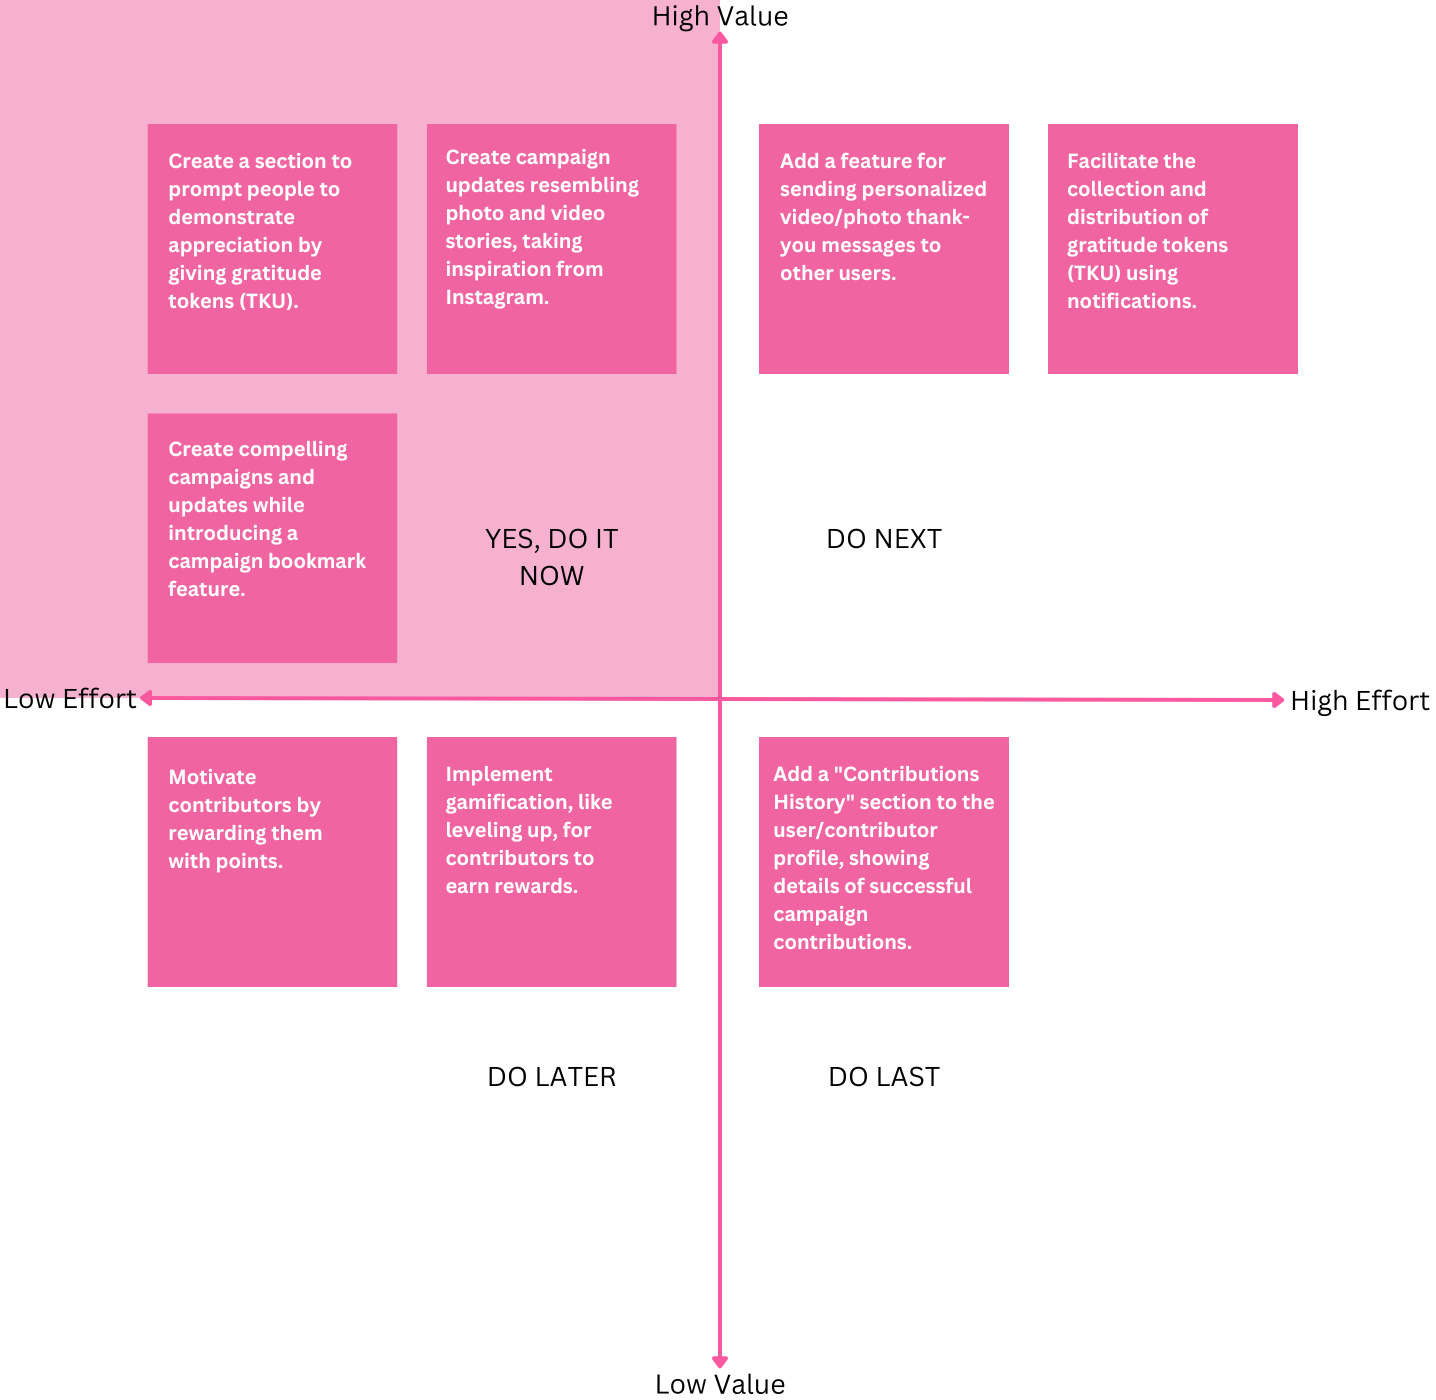 High Value
Create a section to
prompt people to
demonstrate
appreciation by
giving gratitude
tokens (TKU).
Create campaign
updates resembling
photo and video
stories, taking
inspiration from
Instagram.
Add a feature for
sending personalized
video/photo thank-
you messages to
other users.
Facilitate the
collection and
distribution of
gratitude tokens
(TKU) using
notifications.
Create compelling
campaigns and
updates while
introducing a
campaign bookmark
feature.
YES, DO IT
NOW
DO NEXT
Low Effort
High Effort
Motivate
contributors by
rewarding them
with points.
Implement
gamification, like
leveling up, for
contributors to
earn rewards.
Add a "Contributions
History" section to the
user/contributor
profile, showing
details of successful
campaign
contributions.
DO LATER
DO LAST
Low Value